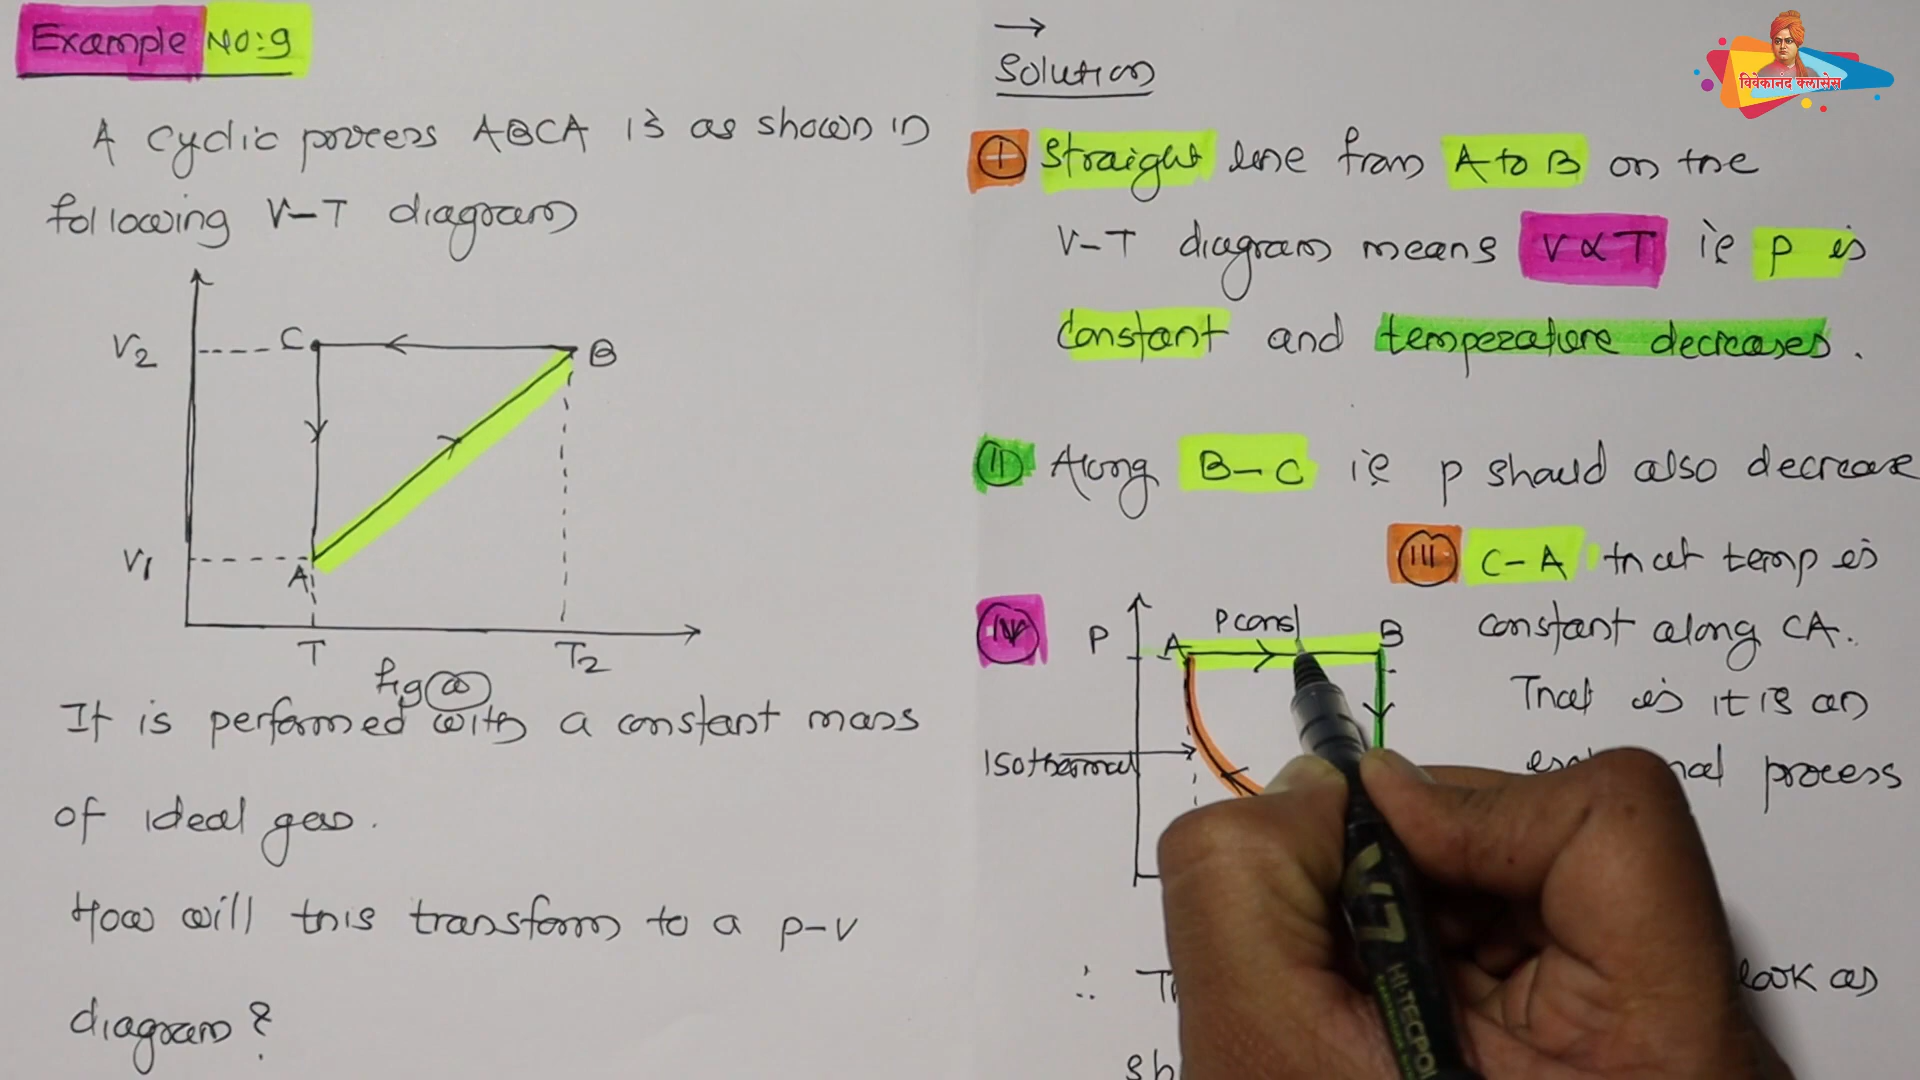 Example No:9
A cyclic process ABCA is as shown in
following V-T diagram
V2
C
B
V1
A
T
T2
fig (a)
It is performed with a constant mass
of ideal gas.
How will this transform to a p-v
diagram?
→
Solution
I Straight line from A to B on the
V-T diagram means V ∝ T ie P is
constant and temperature decreases.
II Along B-C ie p should also decrease
III C-A that temp is
constant along CA.
That is it is an
process
IV
P
A
P const
B
Isothermal
∴
look as
विवेकानंद क्लासेस
V7
HI-TECPO